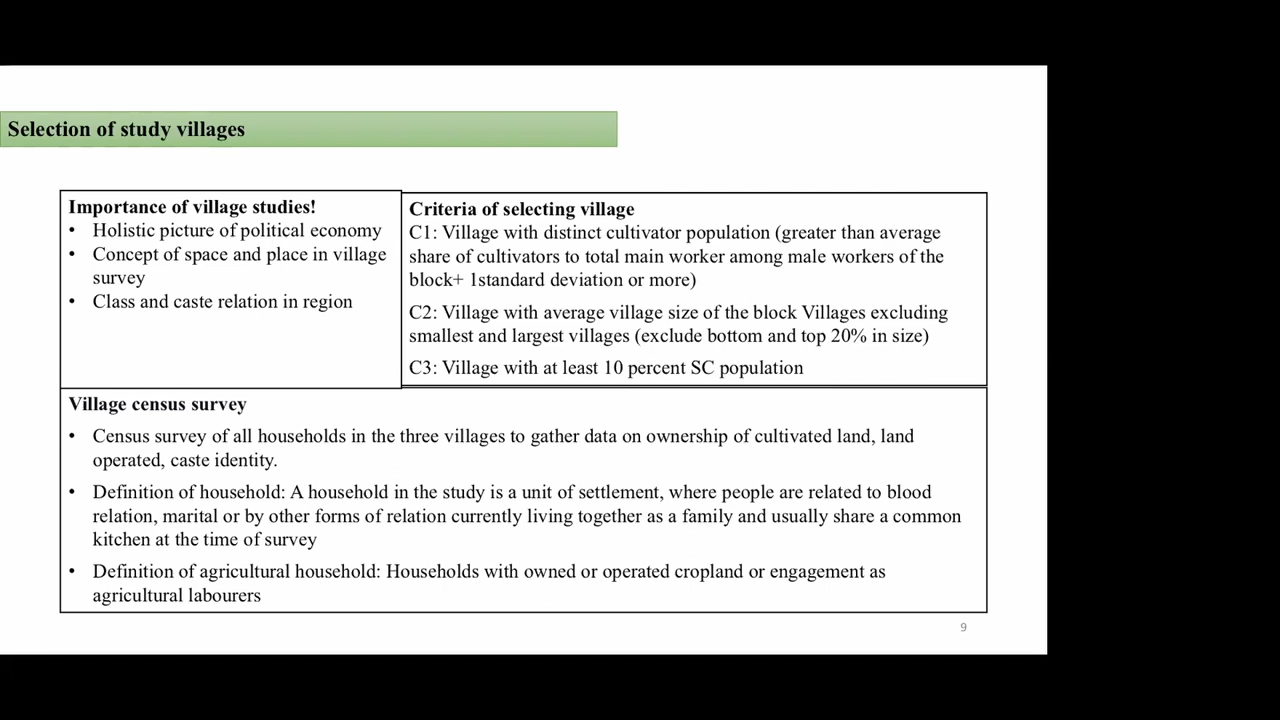 Selection of study villages
Importance of village studies!
• Holistic picture of political economy
• Concept of space and place in village
survey
• Class and caste relation in region
Criteria of selecting village
C1: Village with distinct cultivator population (greater than average
share of cultivators to total main worker among male workers of the
block+ 1standard deviation or more)
C2: Village with average village size of the block Villages excluding
smallest and largest villages (exclude bottom and top 20% in size)
C3: Village with at least 10 percent SC population
Village census survey
• Census survey of all households in the three villages to gather data on ownership of cultivated land, land
operated, caste identity.
• Definition of household: A household in the study is a unit of settlement, where people are related to blood
relation, marital or by other forms of relation currently living together as a family and usually share a common
kitchen at the time of survey
• Definition of agricultural household: Households with owned or operated cropland or engagement as
agricultural labourers
9